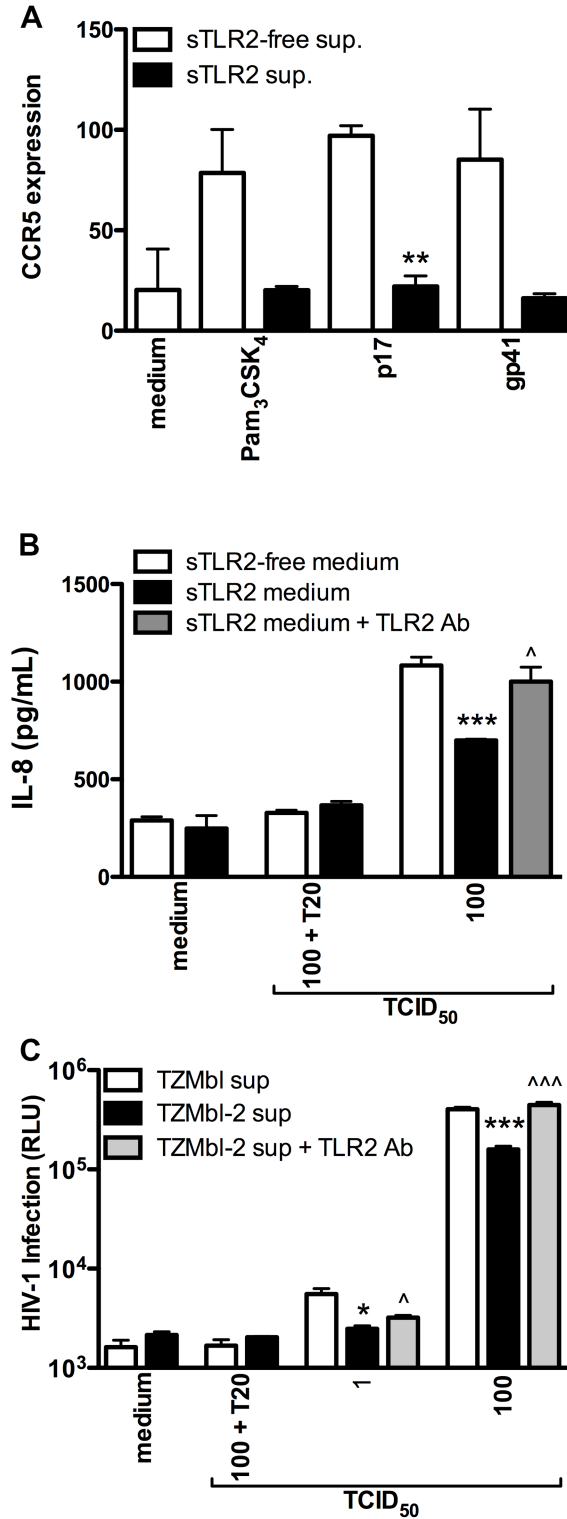 A
150
100
50
0
CCR5 expression
sTLR2-free sup.
sTLR2 sup.
**
medium
Pam3CSK4
p17
gp41
B
sTLR2-free medium
sTLR2 medium
sTLR2 medium + TLR2 Ab
1500
1000
500
0
IL-8 (pg/mL)
***
^
medium
100 + T20
100
TCID50
C
TZMbl sup
TZMbl-2 sup
TZMbl-2 sup + TLR2 Ab
10^6
10^5
10^4
10^3
HIV-1 Infection (RLU)
*
^
***
^^^
medium
100 + T20
1
100
TCID50